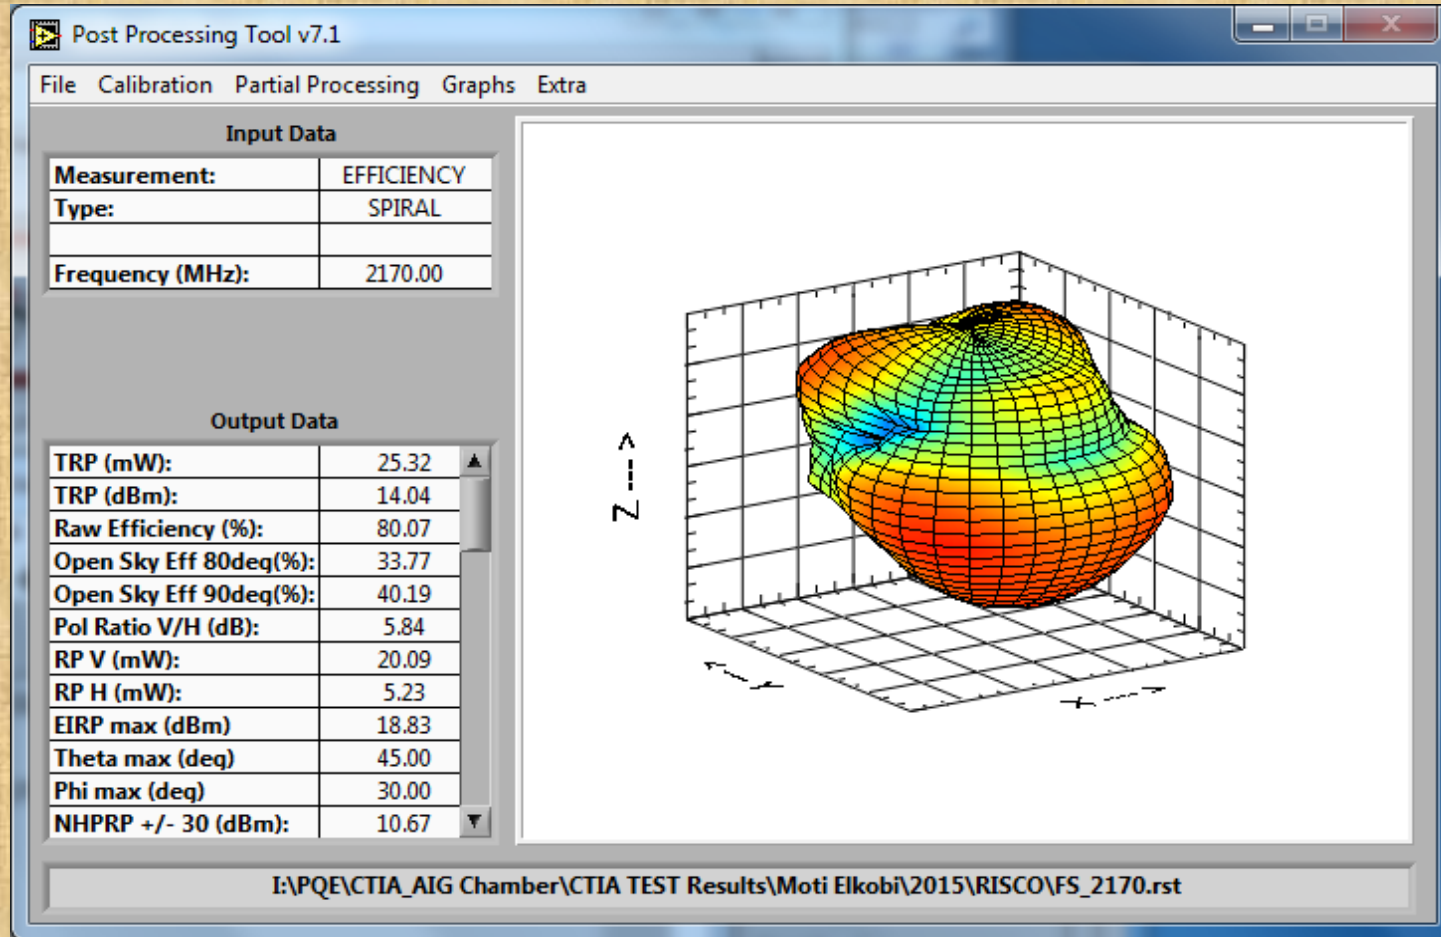 Post Processing Tool v7.1
File Calibration Partial Processing Graphs Extra
Input Data
Measurement: EFFICIENCY
Type: SPIRAL
Frequency (MHz): 2170.00
Output Data
TRP (mW): 25.32
TRP (dBm): 14.04
Raw Efficiency (%): 80.07
Open Sky Eff 80deg(%): 33.77
Open Sky Eff 90deg(%): 40.19
Pol Ratio V/H (dB): 5.84
RP V (mW): 20.09
RP H (mW): 5.23
EIRP max (dBm) 18.83
Theta max (deg) 45.00
Phi max (deg) 30.00
NHPRP +/- 30 (dBm): 10.67
Z --->
<--- Y
X --->
I:\PQE\CTIA_AIG Chamber\CTIA TEST Results\Moti Elkobi\2015\RISCO\FS_2170.rst